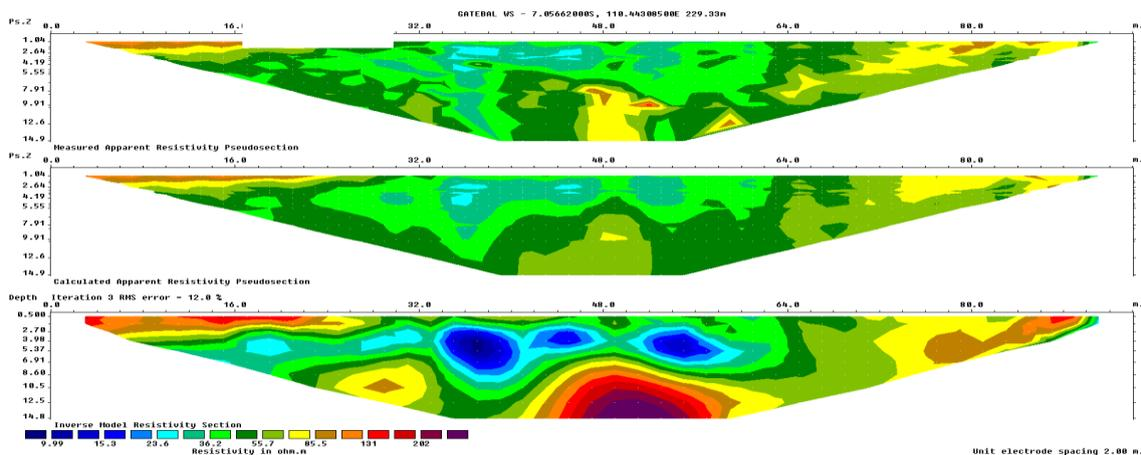 GATEBAL WS - 7.05662000S, 110.44308500E 229.33m
Ps.Z 0.0 16. 32.0 48.0 64.0 80.0 m.
1.04
2.64
4.19
5.55
7.91
9.91
12.6
14.9
Measured Apparent Resistivity Pseudosection
Ps.Z 0.0 32.0 48.0 64.0 80.0 m.
1.04
2.64
4.19
5.55
7.91
9.91
12.6
14.9
Calculated Apparent Resistivity Pseudosection
Depth Iteration 3 RMS error = 12.0 %
0.0 16.0 32.0 48.0 64.0 80.0 m.
0.500
2.70
3.98
5.37
6.91
8.60
10.5
12.5
14.8
Inverse Model Resistivity Section
9.99 15.3 23.6 36.2 55.7 85.5 131 202
Resistivity in ohm.m
Unit electrode spacing 2.00 m.